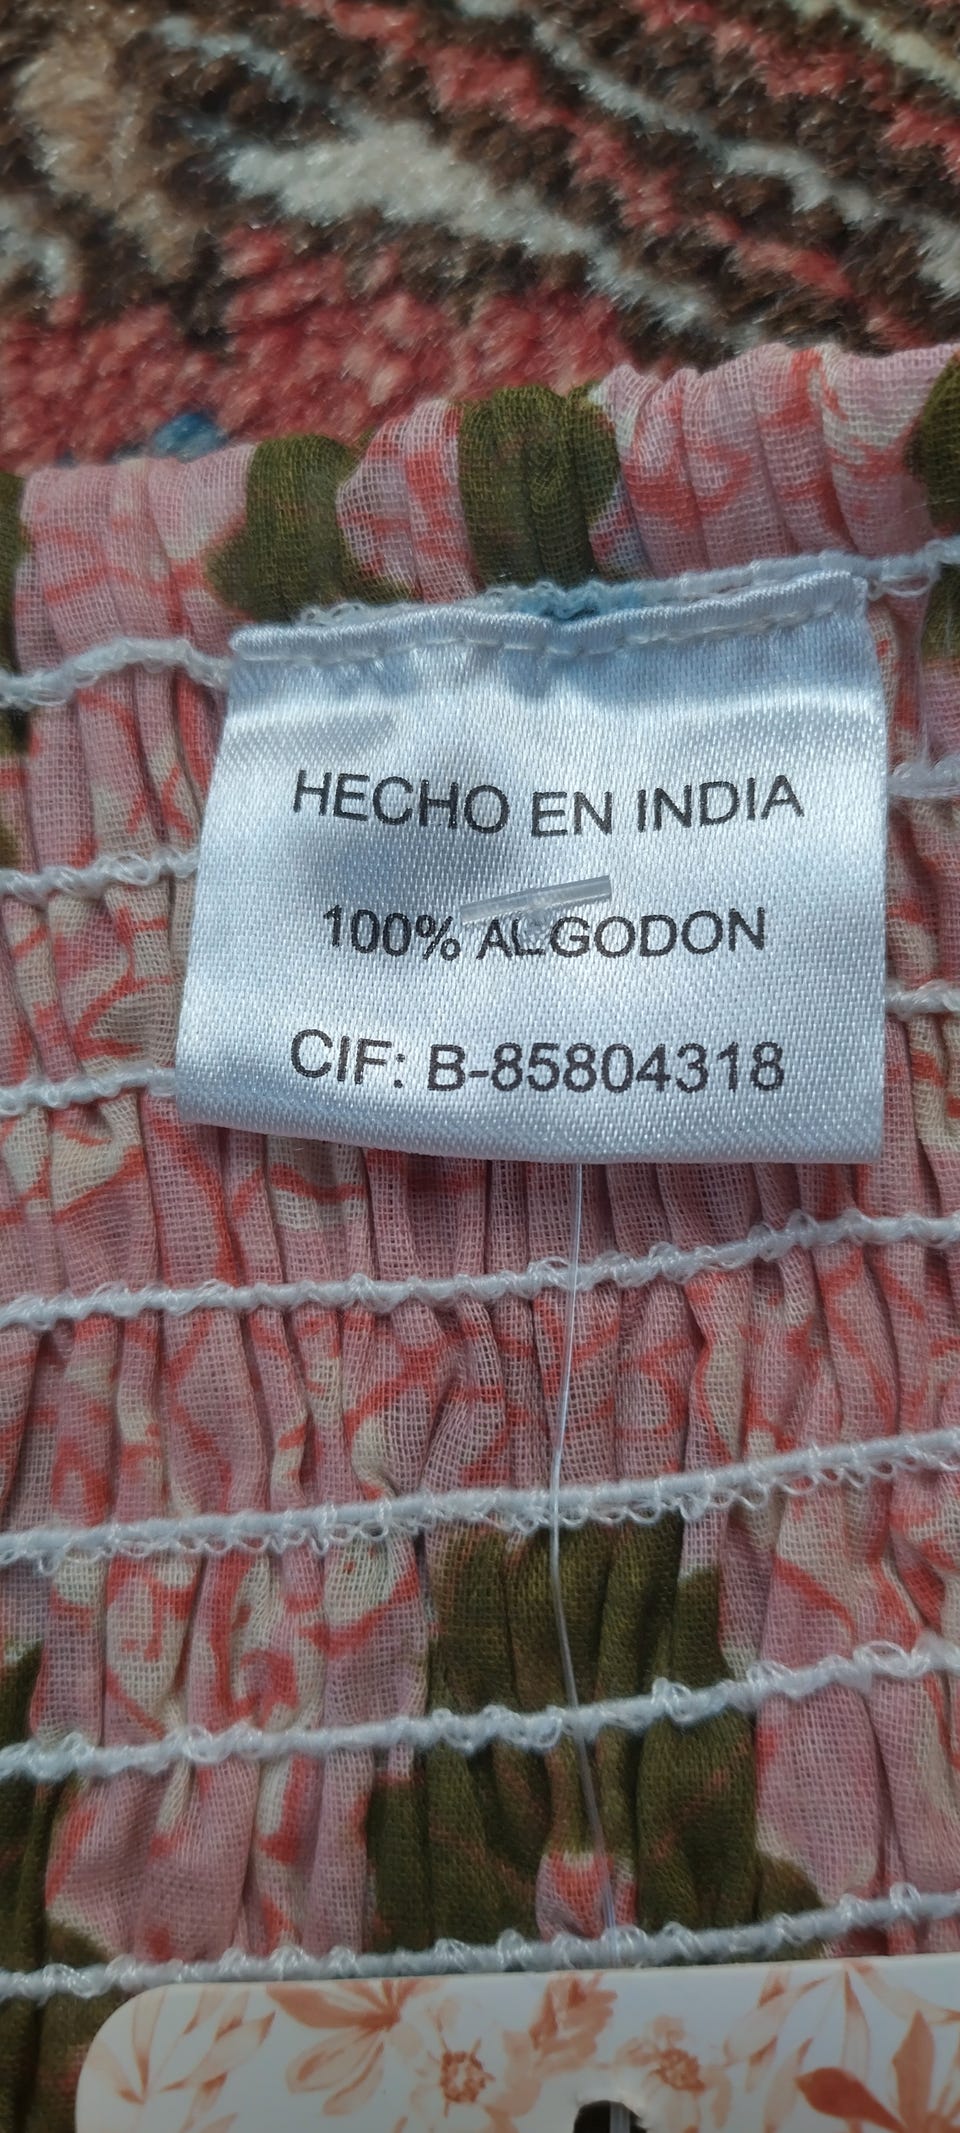 HECHO EN INDIA
100% ALGODON
CIF: B-85804318